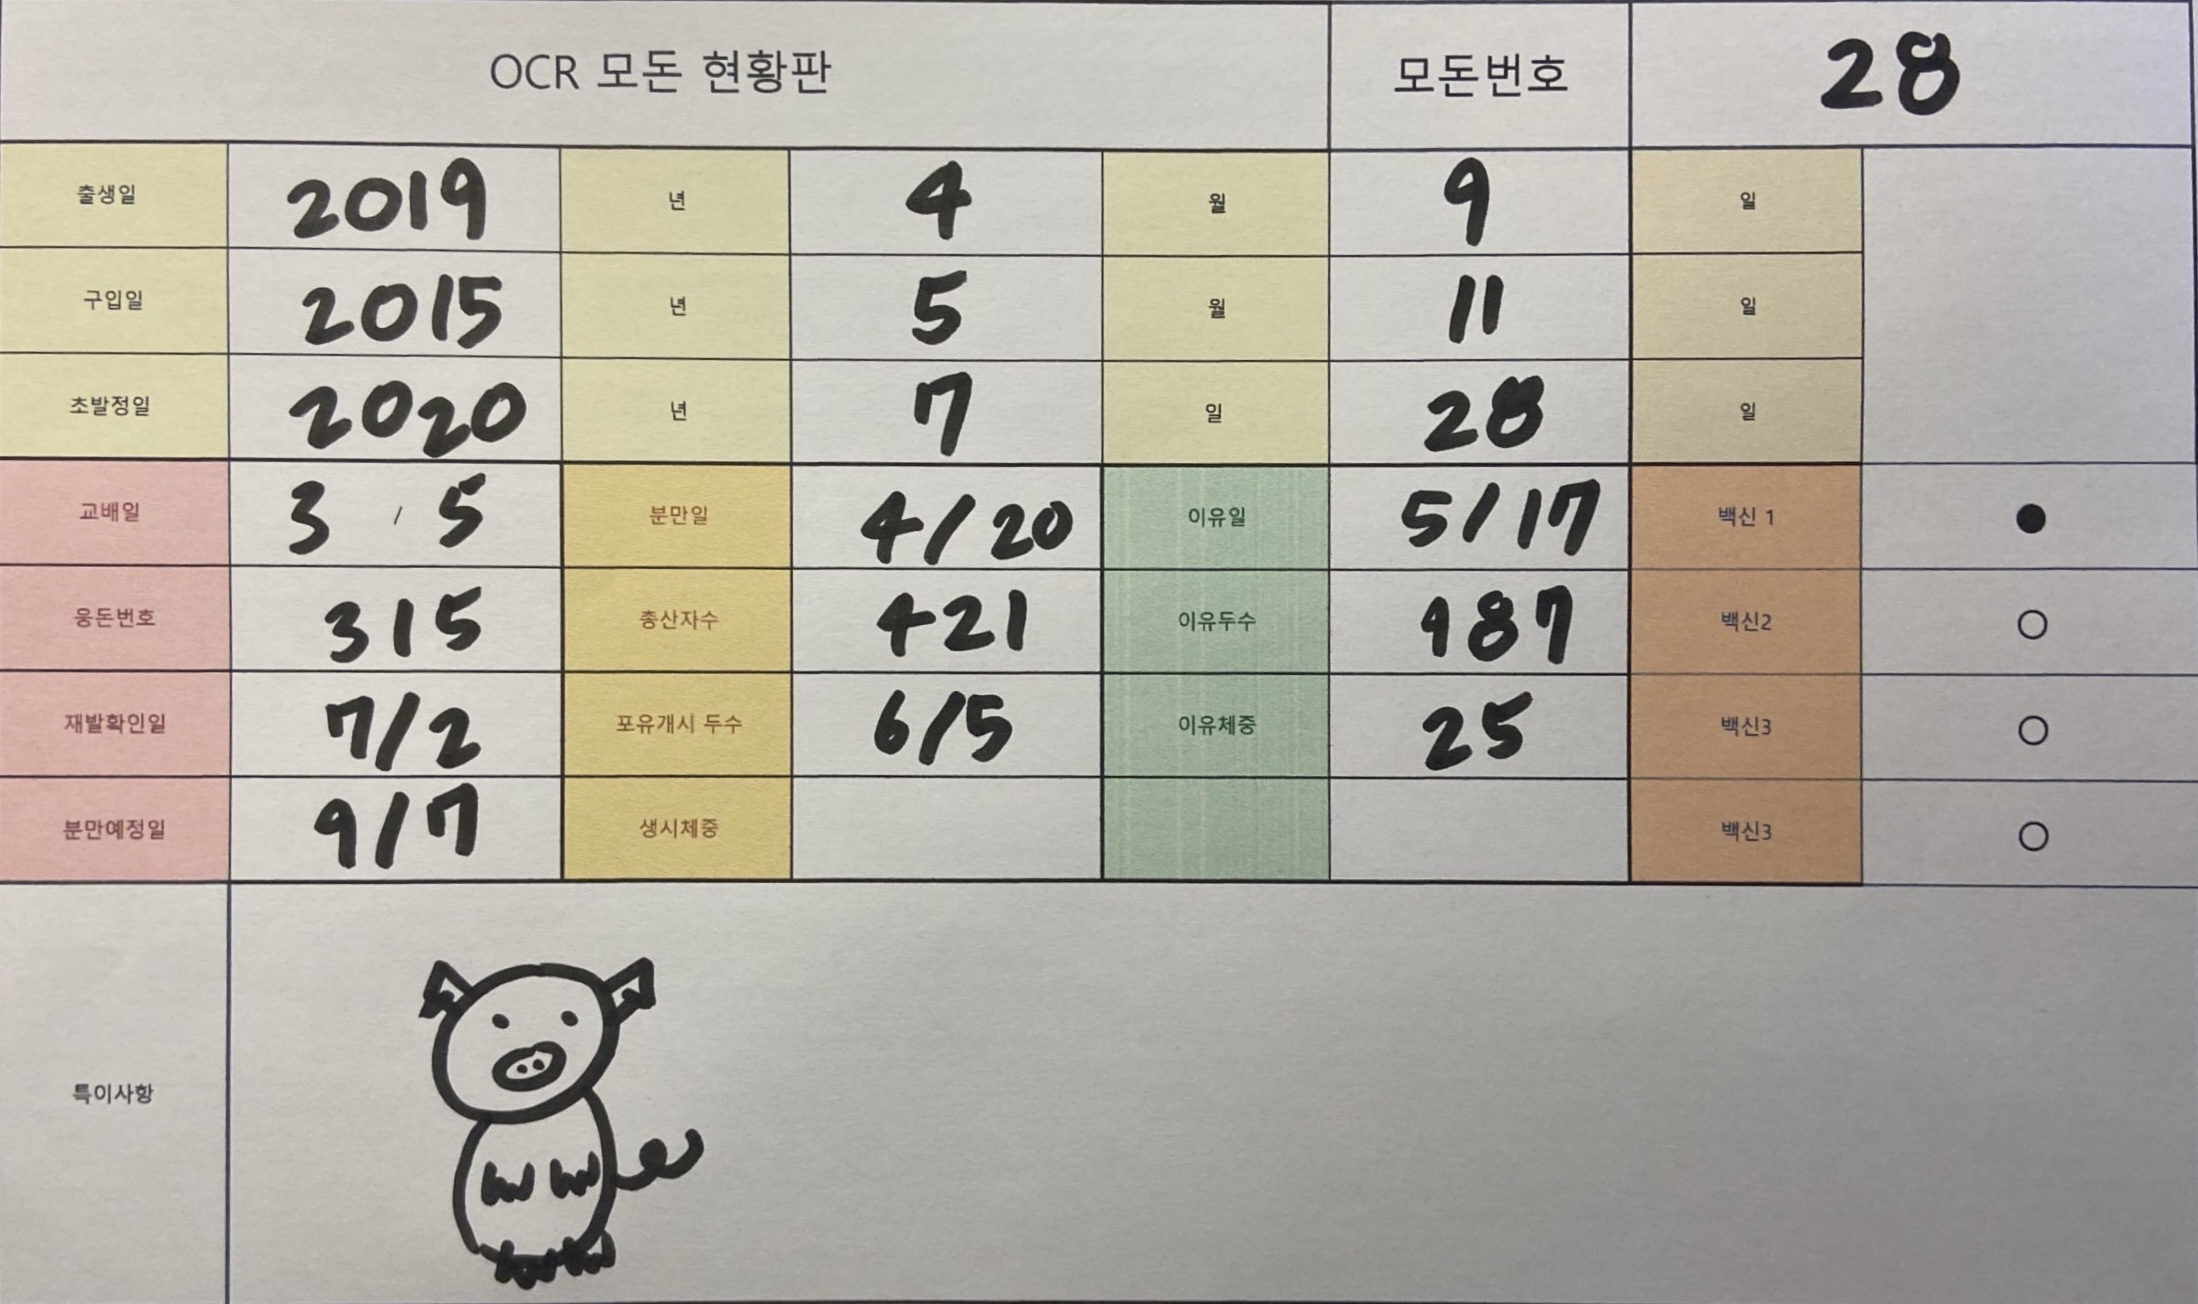 OCR 모돈 현황판 모돈번호 28
출생일 2019 년 4 월 9 일
구입일 2015 년 5 월 11 일
초발정일 2020 년 7 일 28 일
교배일 3 / 5 분만일 4/20 이유일 5/17 백신 1
웅돈번호 315 총산자수 421 이유두수 187 백신2
재발확인일 7/2 포유개시 두수 6/5 이유체중 25 백신3
분만예정일 9/7 생시체중 백신3
특이사항